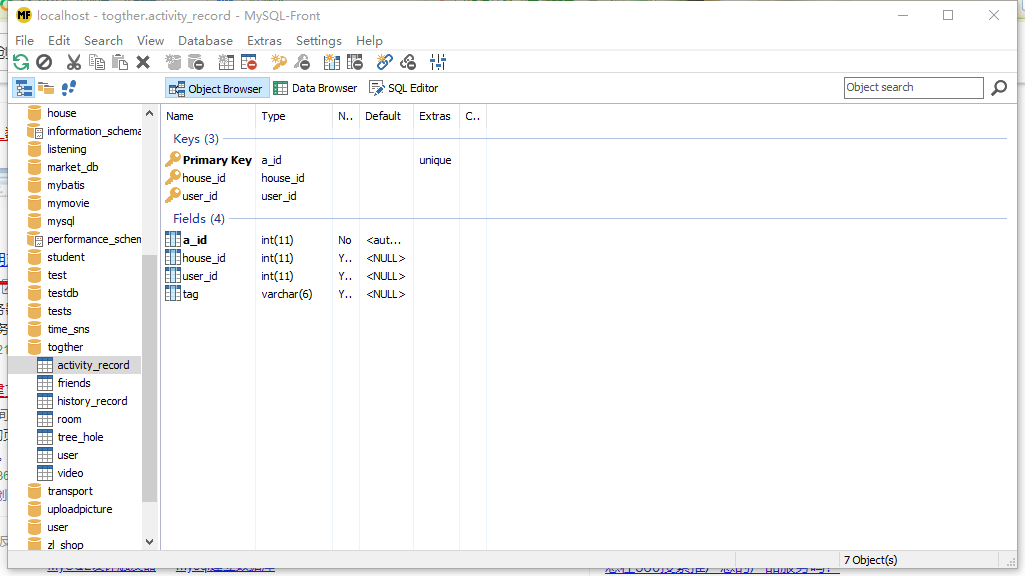 localhost - togther.activity_record - MySQL-Front
File Edit Search View Database Extras Settings Help
Object Browser Data Browser SQL Editor Object search
house
information_schema
listening
market_db
mybatis
mymovie
mysql
performance_schem
student
test
testdb
tests
time_sns
togther
activity_record
friends
history_record
room
tree_hole
user
video
transport
uploadpicture
user
zl_shop
Name Type N.. Default Extras C..
Keys (3)
Primary Key a_id unique
house_id house_id
user_id user_id
Fields (4)
a_id int(11) No <aut...
house_id int(11) Y.. <NULL>
user_id int(11) Y.. <NULL>
tag varchar(6) Y.. <NULL>
7 Object(s)